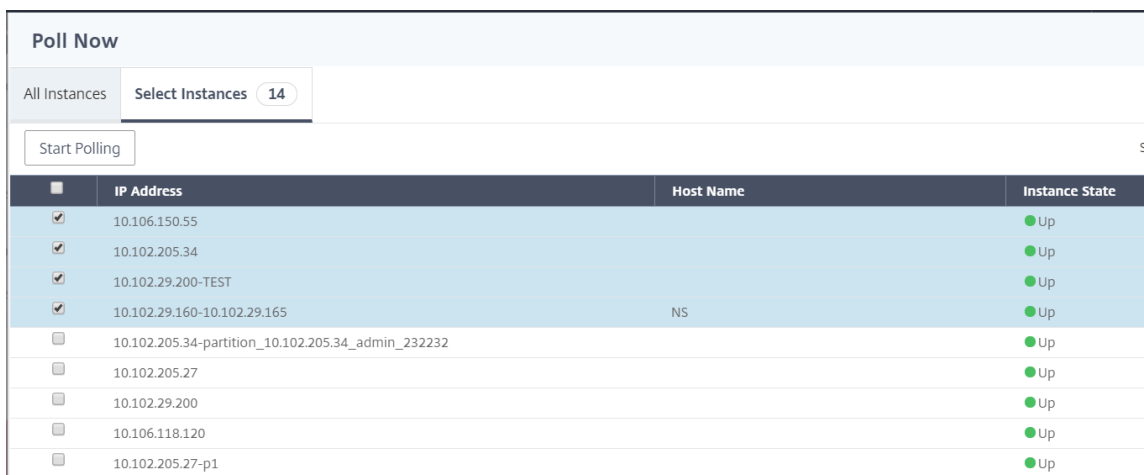 Poll Now
All Instances Select Instances 14
Start Polling S
IP Address Host Name Instance State
10.106.150.55 Up
10.102.205.34 Up
10.102.29.200-TEST Up
10.102.29.160-10.102.29.165 NS Up
10.102.205.34-partition_10.102.205.34_admin_232232 Up
10.102.205.27 Up
10.102.29.200 Up
10.106.118.120 Up
10.102.205.27-p1 Up